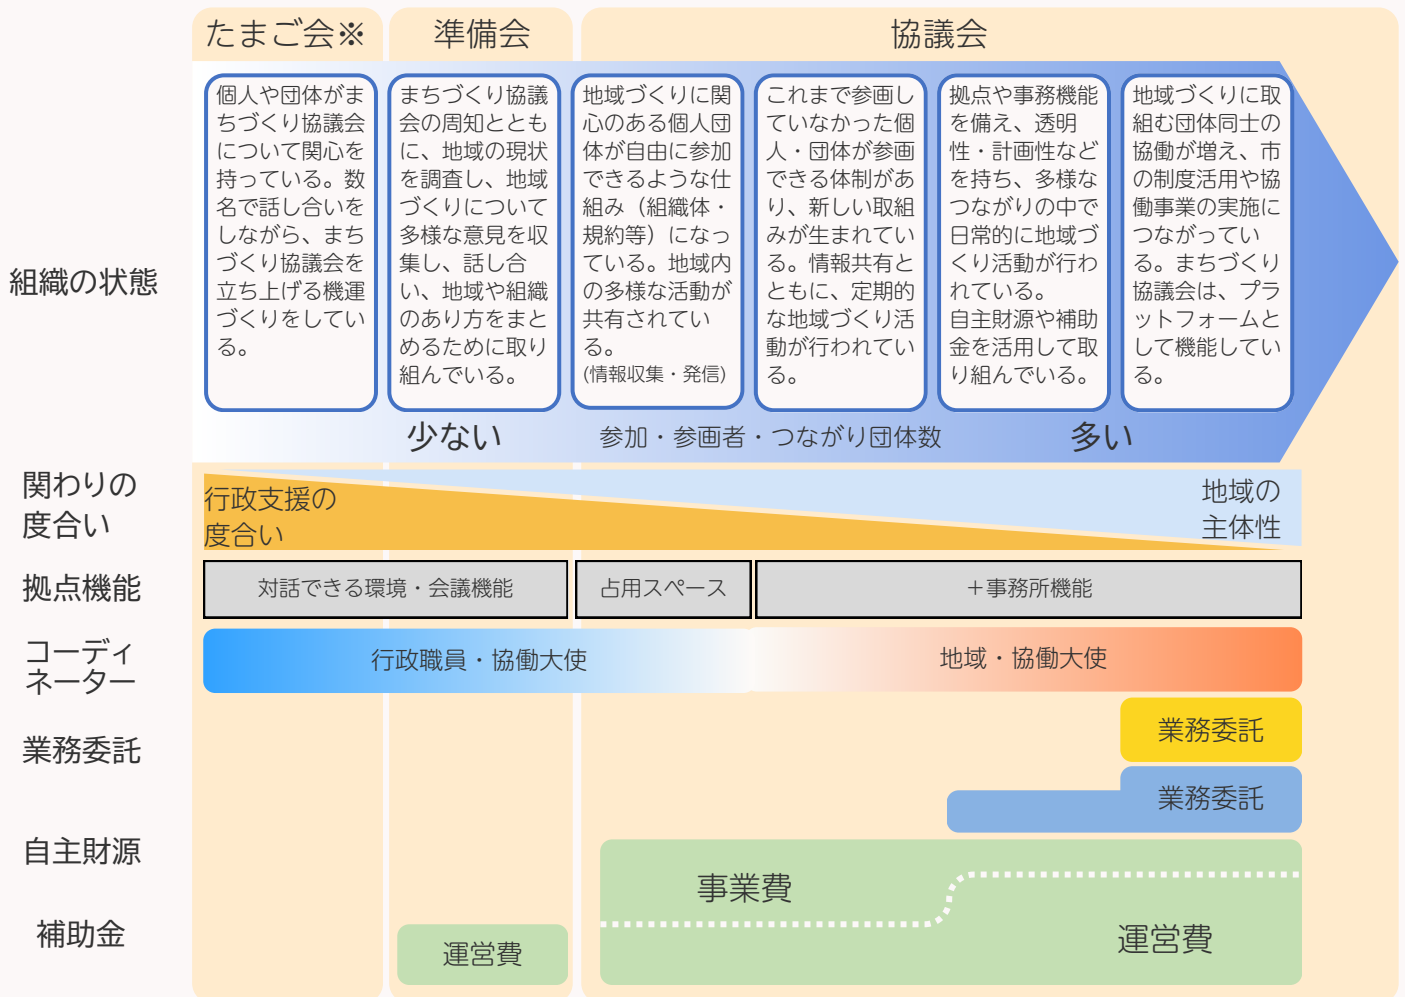 たまご会※
準備会
協議会
組織の状態
個人や団体がま
ちづくり協議会
について関心を
持っている。数
名で話し合いを
しながら、まち
づくり協議会を
立ち上げる機運
づくりをしてい
る。
まちづくり協議
会の周知ととも
に、地域の現状
を調査し、地域
づくりについて
多様な意見を収
集し、話し合
い、地域や組織
のあり方をまと
めるために取り
組んでいる。
地域づくりに関
心のある個人団
体が自由に参加
できるような仕
組み（組織体・
規約等）になっ
ている。地域内
の多様な活動が
共有されてい
る。
(情報収集・発信)
これまで参画し
ていなかった個
人・団体が参画
できる体制があ
り、新しい取組
みが生まれてい
る。情報共有と
ともに、定期的
な地域づくり活
動が行われてい
る。
拠点や事務機能
を備え、透明
性・計画性など
を持ち、多様な
つながりの中で
日常的に地域づ
くり活動が行わ
れている。
自主財源や補助
金を活用して取
り組んでいる。
地域づくりに取
組む団体同士の
協働が増え、市
の制度活用や協
働事業の実施に
つながってい
る。まちづくり
協議会は、プラ
ットフォームと
して機能してい
る。
少ない
参加・参画者・つながり団体数
多い
関わりの
度合い
行政支援の
度合い
地域の
主体性
拠点機能
対話できる環境・会議機能
占用スペース
＋事務所機能
コーディ
ネーター
行政職員・協働大使
地域・協働大使
業務委託
業務委託
業務委託
自主財源
事業費
補助金
運営費
運営費